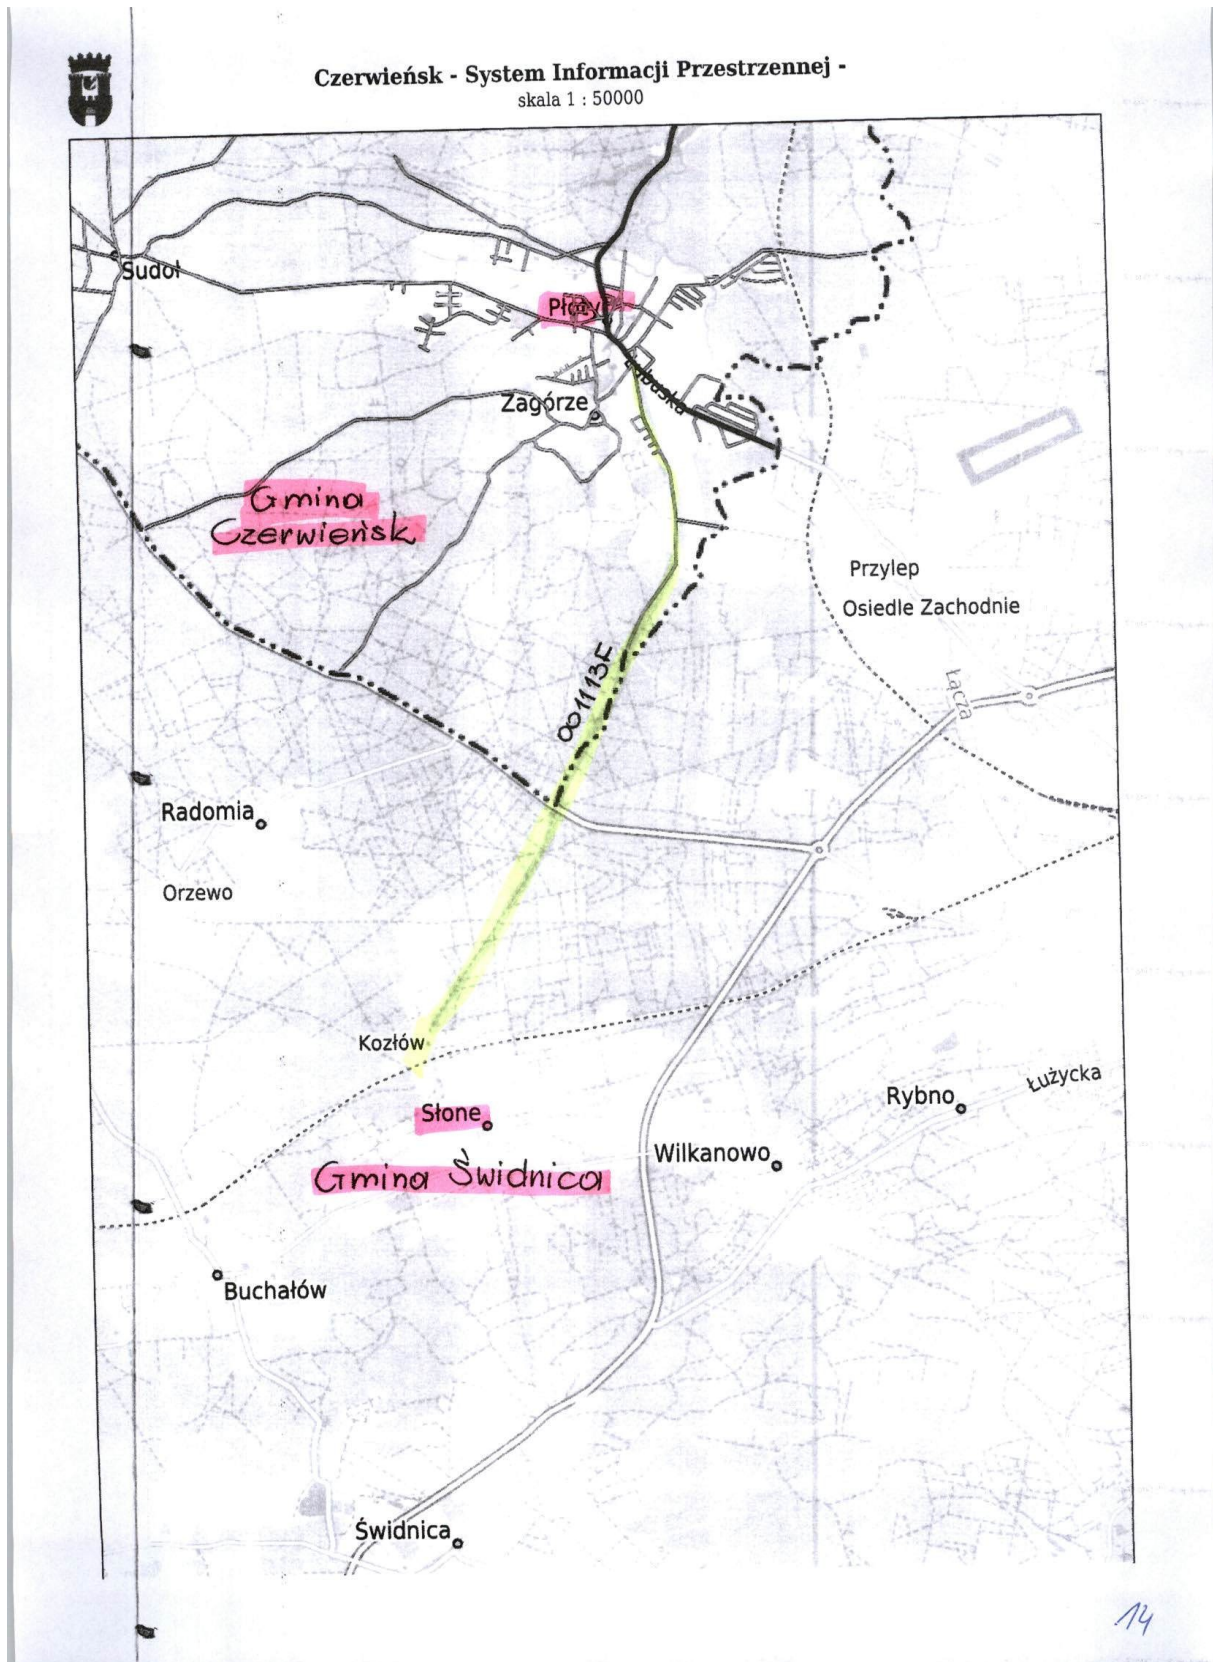 Czerwieńsk - System Informacji Przestrzennej -
skala 1 : 50000
Sudoł
Płoty
Zagórze
Gmina
Czerwieńsk
Przylep
Osiedle Zachodnie
Łącza
001113F
Radomia
Orzewo
Kozłów
Słone
Rybno
Łużycka
Wilkanowo
Gmina Świdnica
Buchałów
Świdnica
14